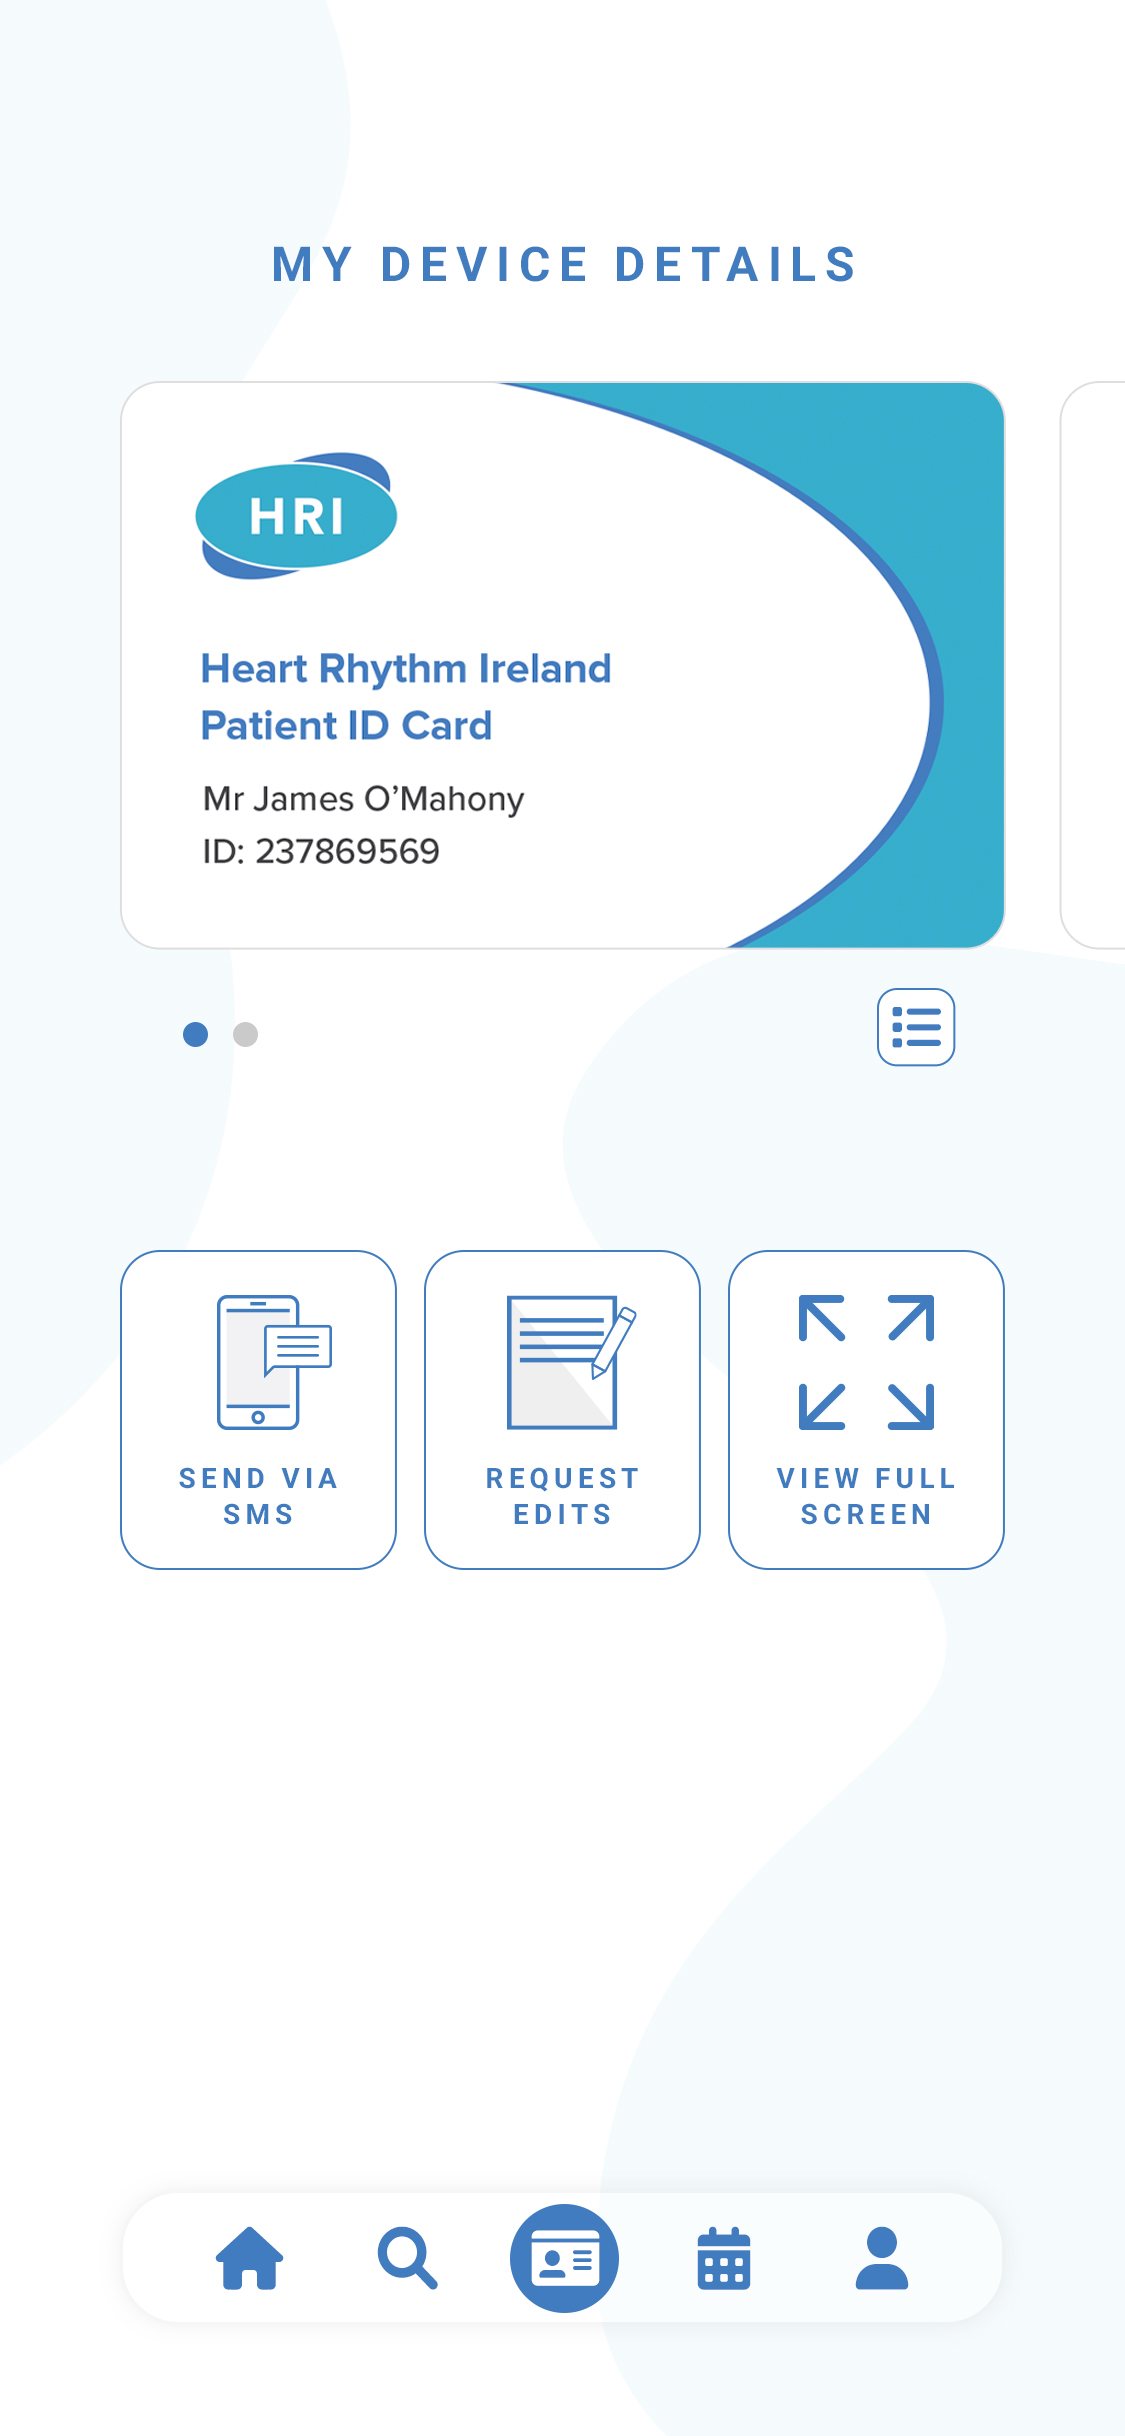 MY DEVICE DETAILS
HRI
Heart Rhythm Ireland
Patient ID Card
Mr James O’Mahony
ID: 237869569
SEND VIA
SMS
REQUEST
EDITS
VIEW FULL
SCREEN